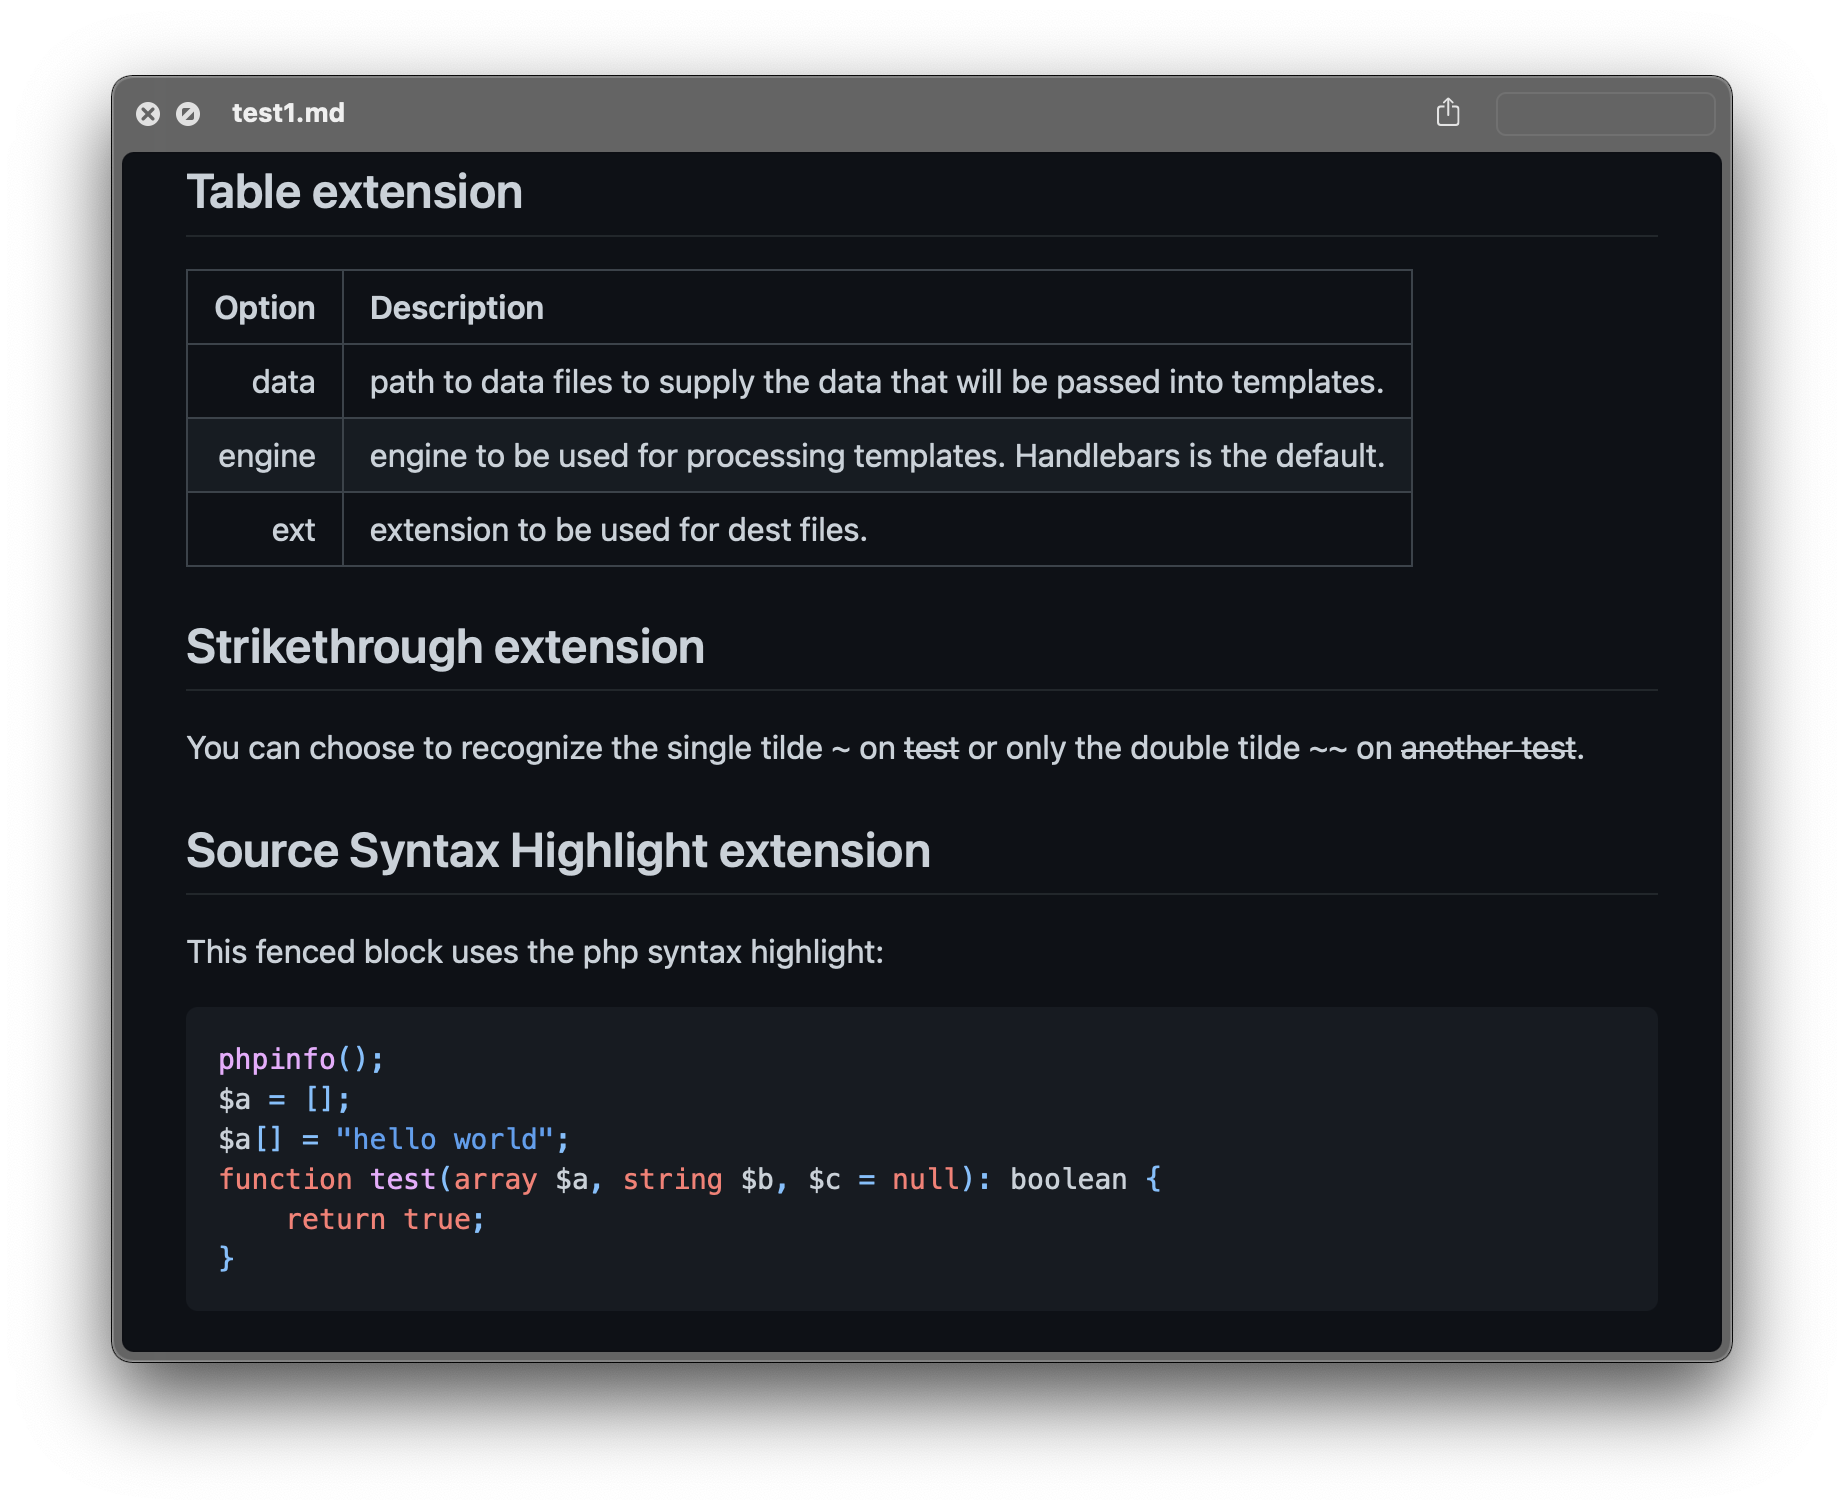 test1.md
Table extension
Option Description
data path to data files to supply the data that will be passed into templates.
engine engine to be used for processing templates. Handlebars is the default.
ext extension to be used for dest files.
Strikethrough extension
You can choose to recognize the single tilde ~ on test or only the double tilde ~~ on another test.
Source Syntax Highlight extension
This fenced block uses the php syntax highlight:
phpinfo();
$a = [];
$a[] = "hello world";
function test(array $a, string $b, $c = null): boolean {
    return true;
}